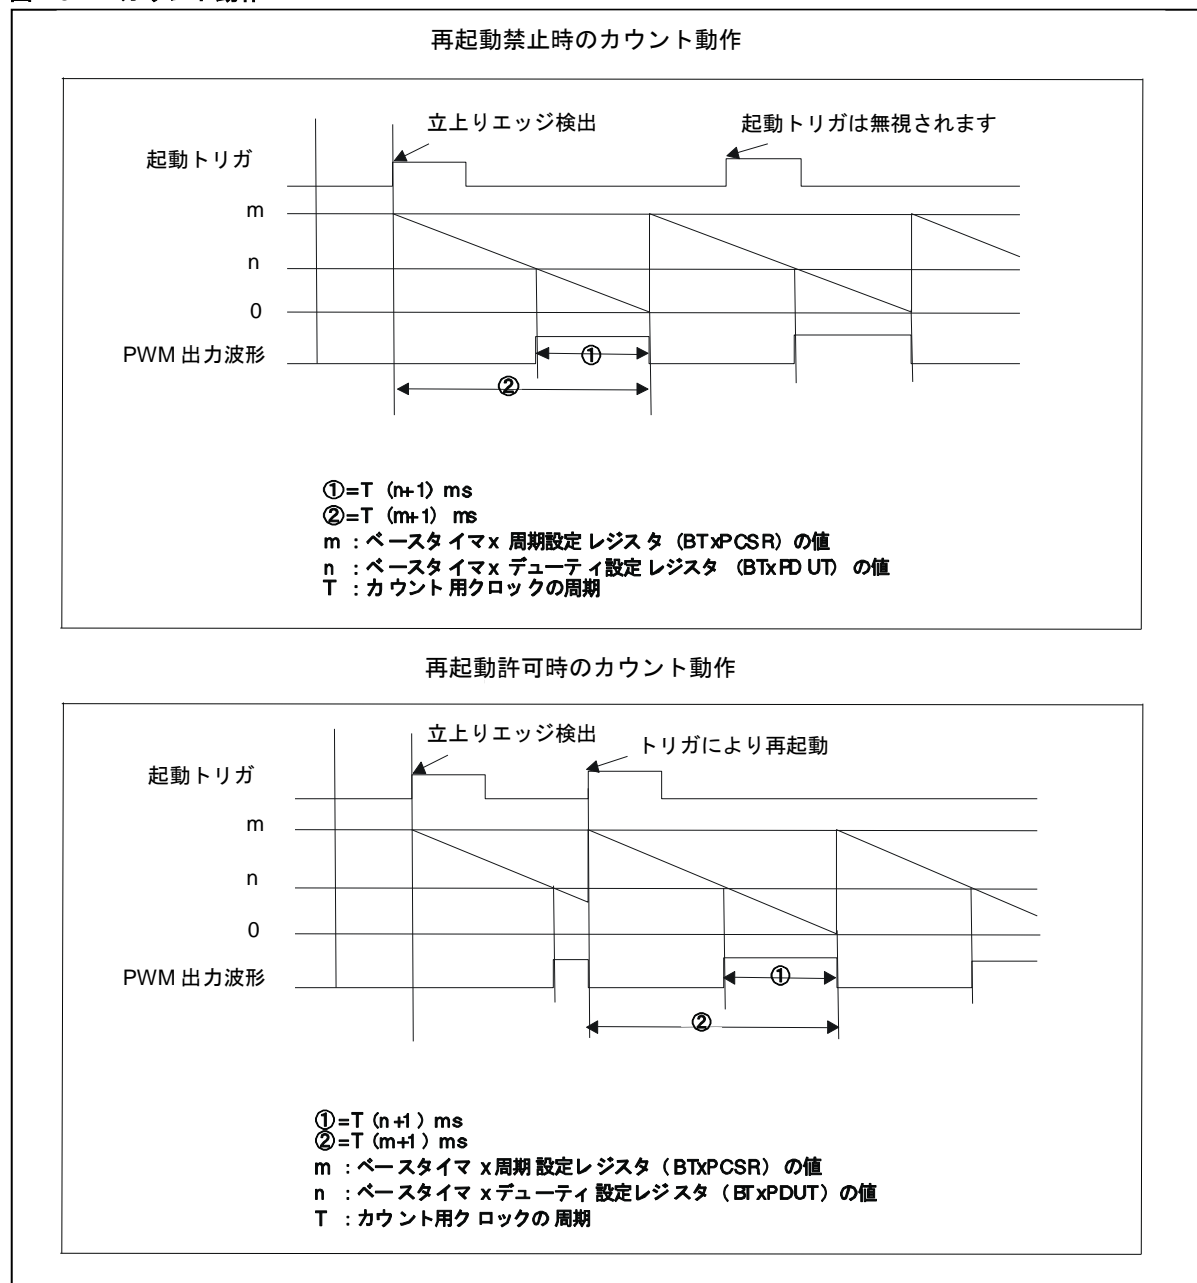 再起動禁止時のカウント動作
立上りエッジ検出
起動トリガは無視されます
起動トリガ
m
n
0
PWM 出力波形
①
②
①=T (n+1) ms
②=T (m+1) ms
m :ベースタイマx 周期設定レジスタ (BTxPCSR) の値
n :ベースタイマx デューティ設定レジスタ (BTxPDUT) の値
T :カウント用クロックの周期
再起動許可時のカウント動作
立上りエッジ検出
トリガにより再起動
起動トリガ
m
n
0
PWM 出力波形
①
②
①=T (n+1) ms
②=T (m+1) ms
m :ベースタイマ x周期設定レジスタ (BTxPCSR) の値
n :ベースタイマ xデューティ設定レジスタ (BTxPDUT) の値
T :カウント用クロックの周期